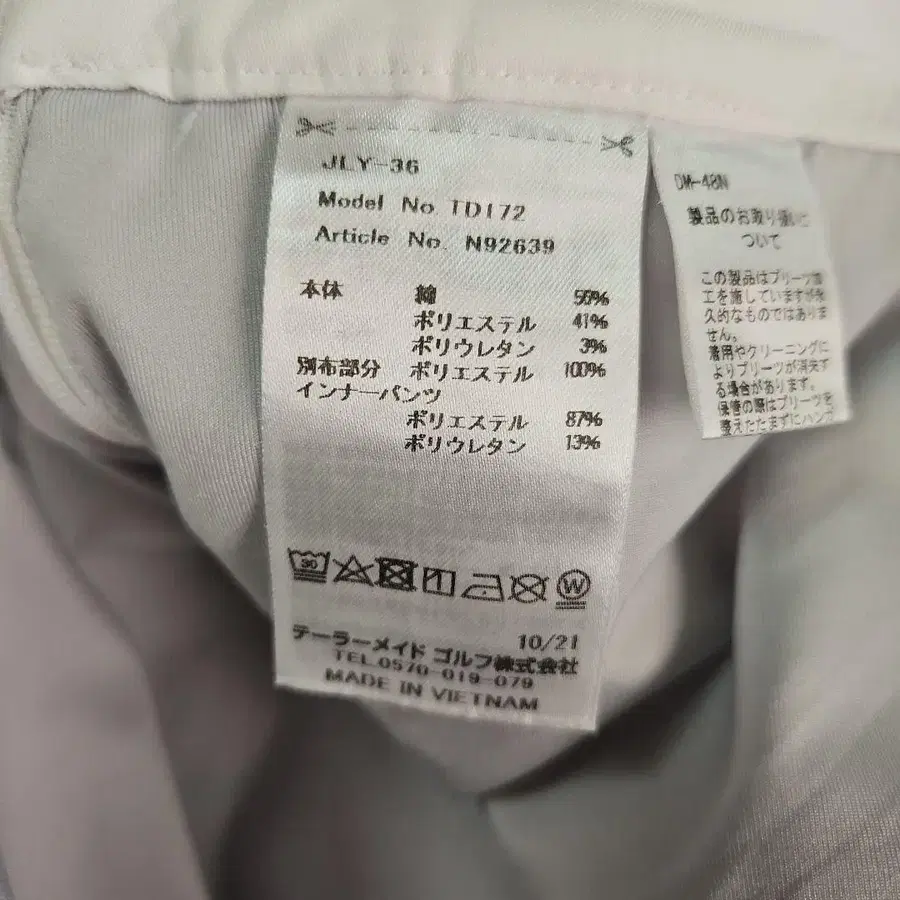 JLY-36
Model No. TD172
Article No. N92639
本体 綿 56%
ポリエステル 41%
ポリウレタン 3%
別布部分 ポリエステル 100%
インナーパンツ
ポリエステル 87%
ポリウレタン 13%
30
W
10/21
テーラーメイド ゴルフ株式会社
TEL.0570-019-079
MADE IN VIETNAM
DM-48N
製品のお取り扱いに
ついて
この製品はプリーツ加
工を施していますが永
久的なものではありま
せん。
着用やクリーニングに
よりプリーツが消失す
る場合があります。
保管の際はプリーツを
整えたたまずにハンガ